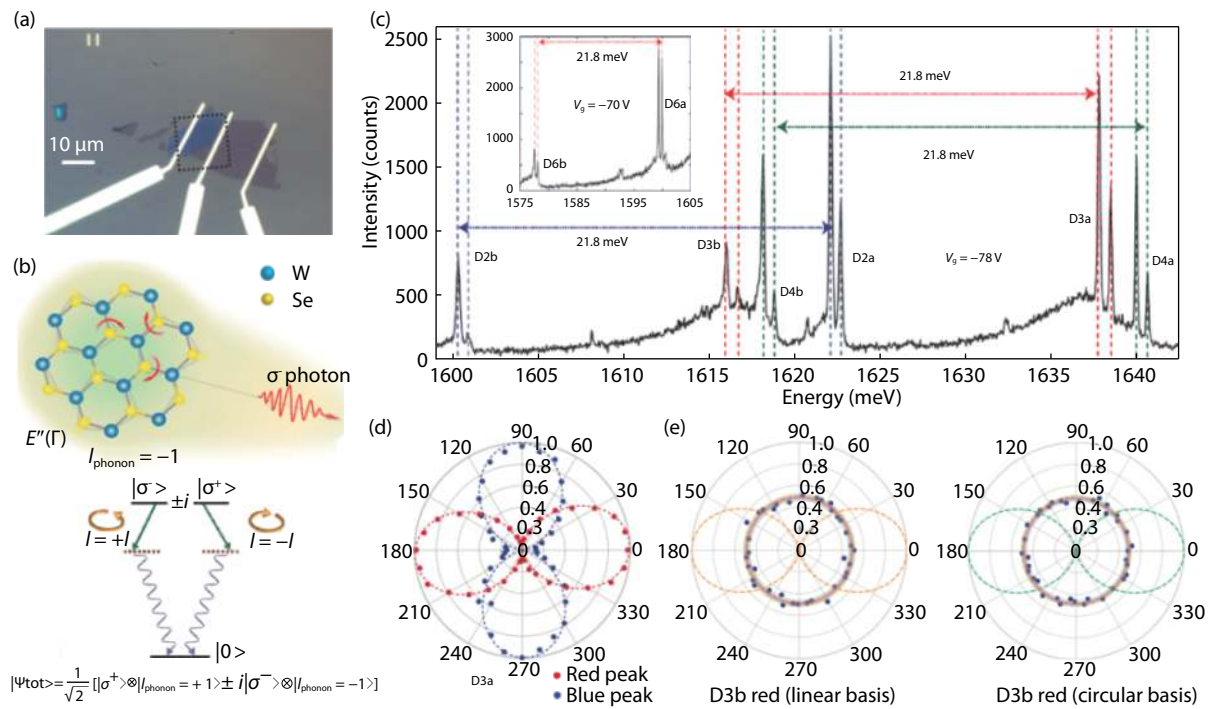 (a)
10 μm
(b)
W
Se
σ⁻ photon
E″(Γ)
l phonon = −1
|σ⁻> ±i |σ⁺>
l = +l
l = −l
|0>
|Ψtot>= 1/√2 [|σ⁺>⊗|l phonon = + 1>± i|σ⁻>⊗|l phonon = −1>]
(c)
Intensity (counts)
2500
2000
1500
1000
500
0
3000
2000
1000
0
21.8 meV
Vg = −70 V
D6a
D6b
1575
1585
1595
1605
21.8 meV
21.8 meV
21.8 meV
D2b
D3b
D4b
D2a
Vg = −78 V
D3a
D4a
1600
1605
1610
1615
1620
1625
1630
1635
1640
Energy (meV)
(d)
90
120
60
150
30
180
0
210
330
240
300
270
1.0
0.8
0.6
0.4
0.3
0
D3a
Red peak
Blue peak
(e)
90
120
60
150
30
180
0
210
330
240
300
270
1.0
0.8
0.6
0.4
0.3
0
D3b red (linear basis)
90
120
60
150
30
180
0
210
330
240
300
270
1.0
0.8
0.6
0.4
0.3
0
D3b red (circular basis)